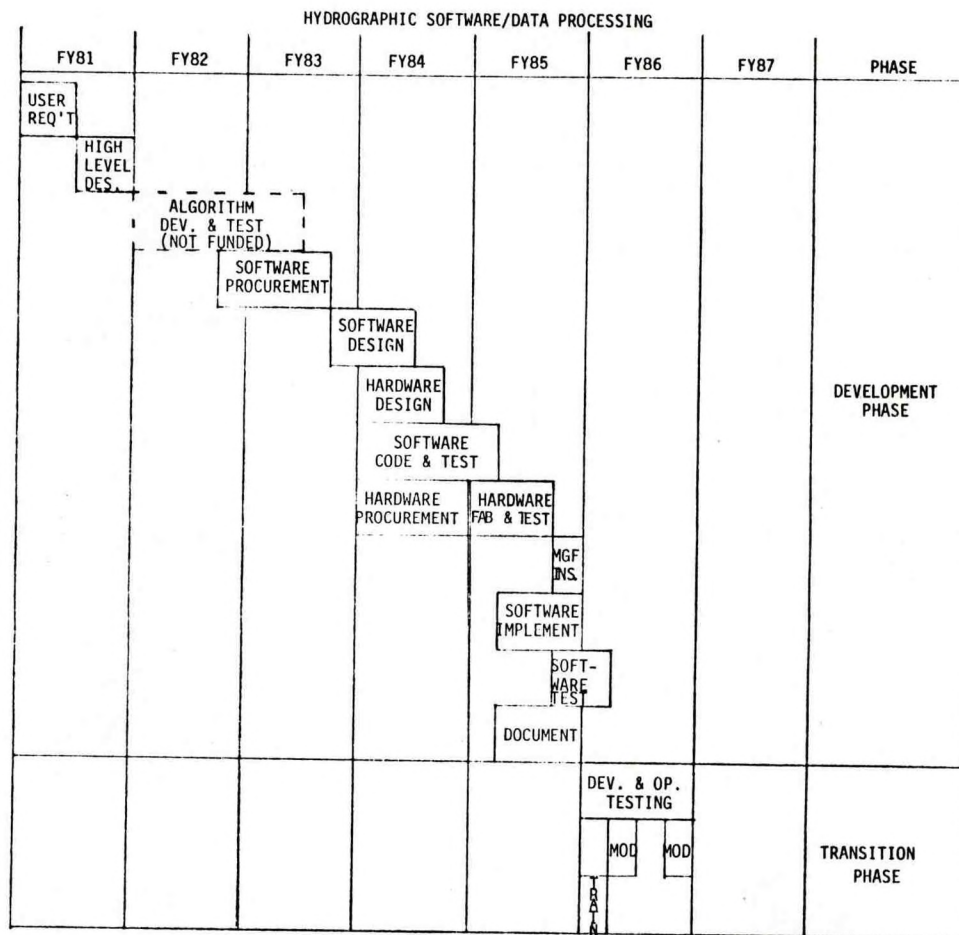 HYDROGRAPHIC SOFTWARE/DATA PROCESSING
FY81 FY82 FY83 FY84 FY85 FY86 FY87 PHASE
USER
REQ'T
HIGH
LEVEL
DES.
ALGORITHM
DEV. & TEST
(NOT FUNDED)
SOFTWARE
PROCUREMENT
SOFTWARE
DESIGN
HARDWARE
DESIGN
DEVELOPMENT
PHASE
SOFTWARE
CODE & TEST
HARDWARE
PROCUREMENT
HARDWARE
FAB & TEST
MGF
INS.
SOFTWARE
IMPLEMENT
SOFT-
WARE
TEST
DOCUMENT
DEV. & OP.
TESTING
MOD MOD
TRANSITION
PHASE
TRAIN